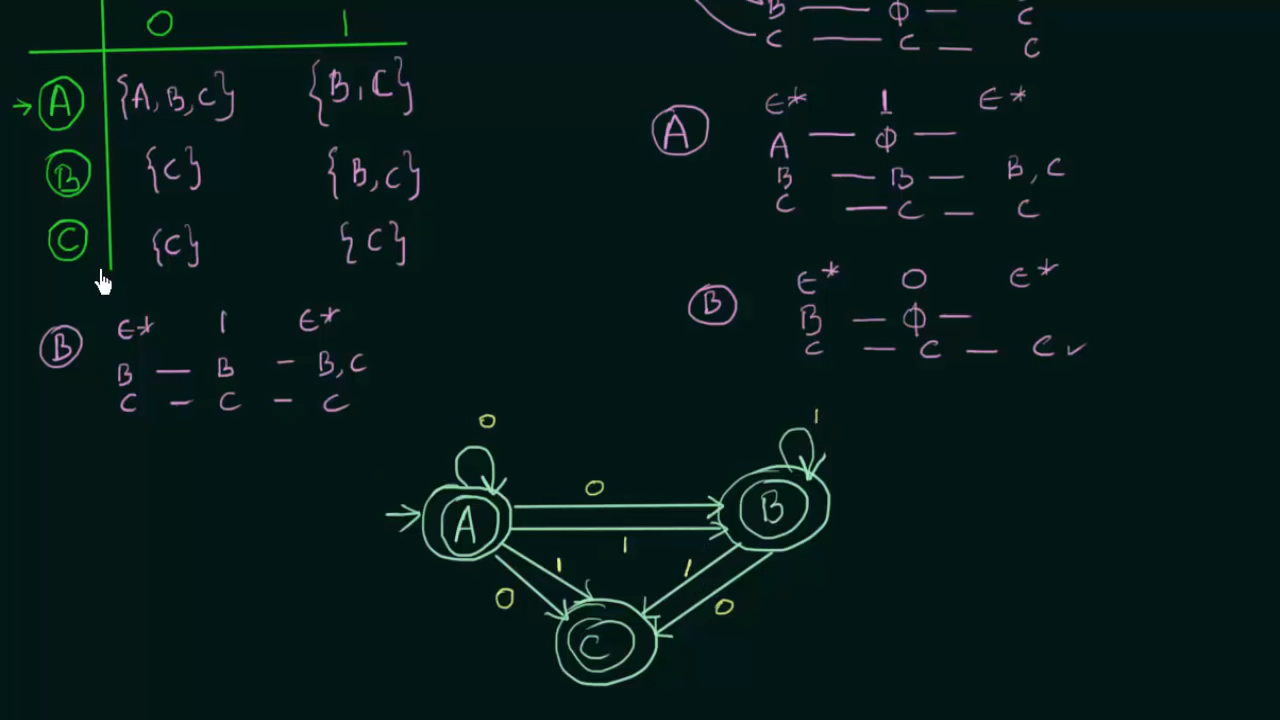 0 1
A {A, B, C} {B, C}
B {C} {B, C}
C {C} {C}
B ϵ* 1 ϵ*
B — B - B, C
C - C - C
B — Φ — C
C — C — C
A ϵ* 1 ϵ*
A — Φ —
B — B — B, C
C — C — C
B ϵ* 0 ϵ*
B — Φ —
C — C — C ✓
0 1
A 0 B
1
1 1
0 0
C